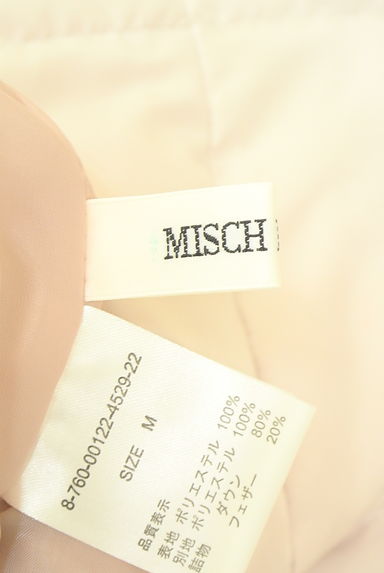 MISCH
8-760-00122-4529-22
SIZE M
品質表示
表地 ポリエステル 100%
別地 ポリエステル 100%
詰物 ダウン 80%
フェザー 20%